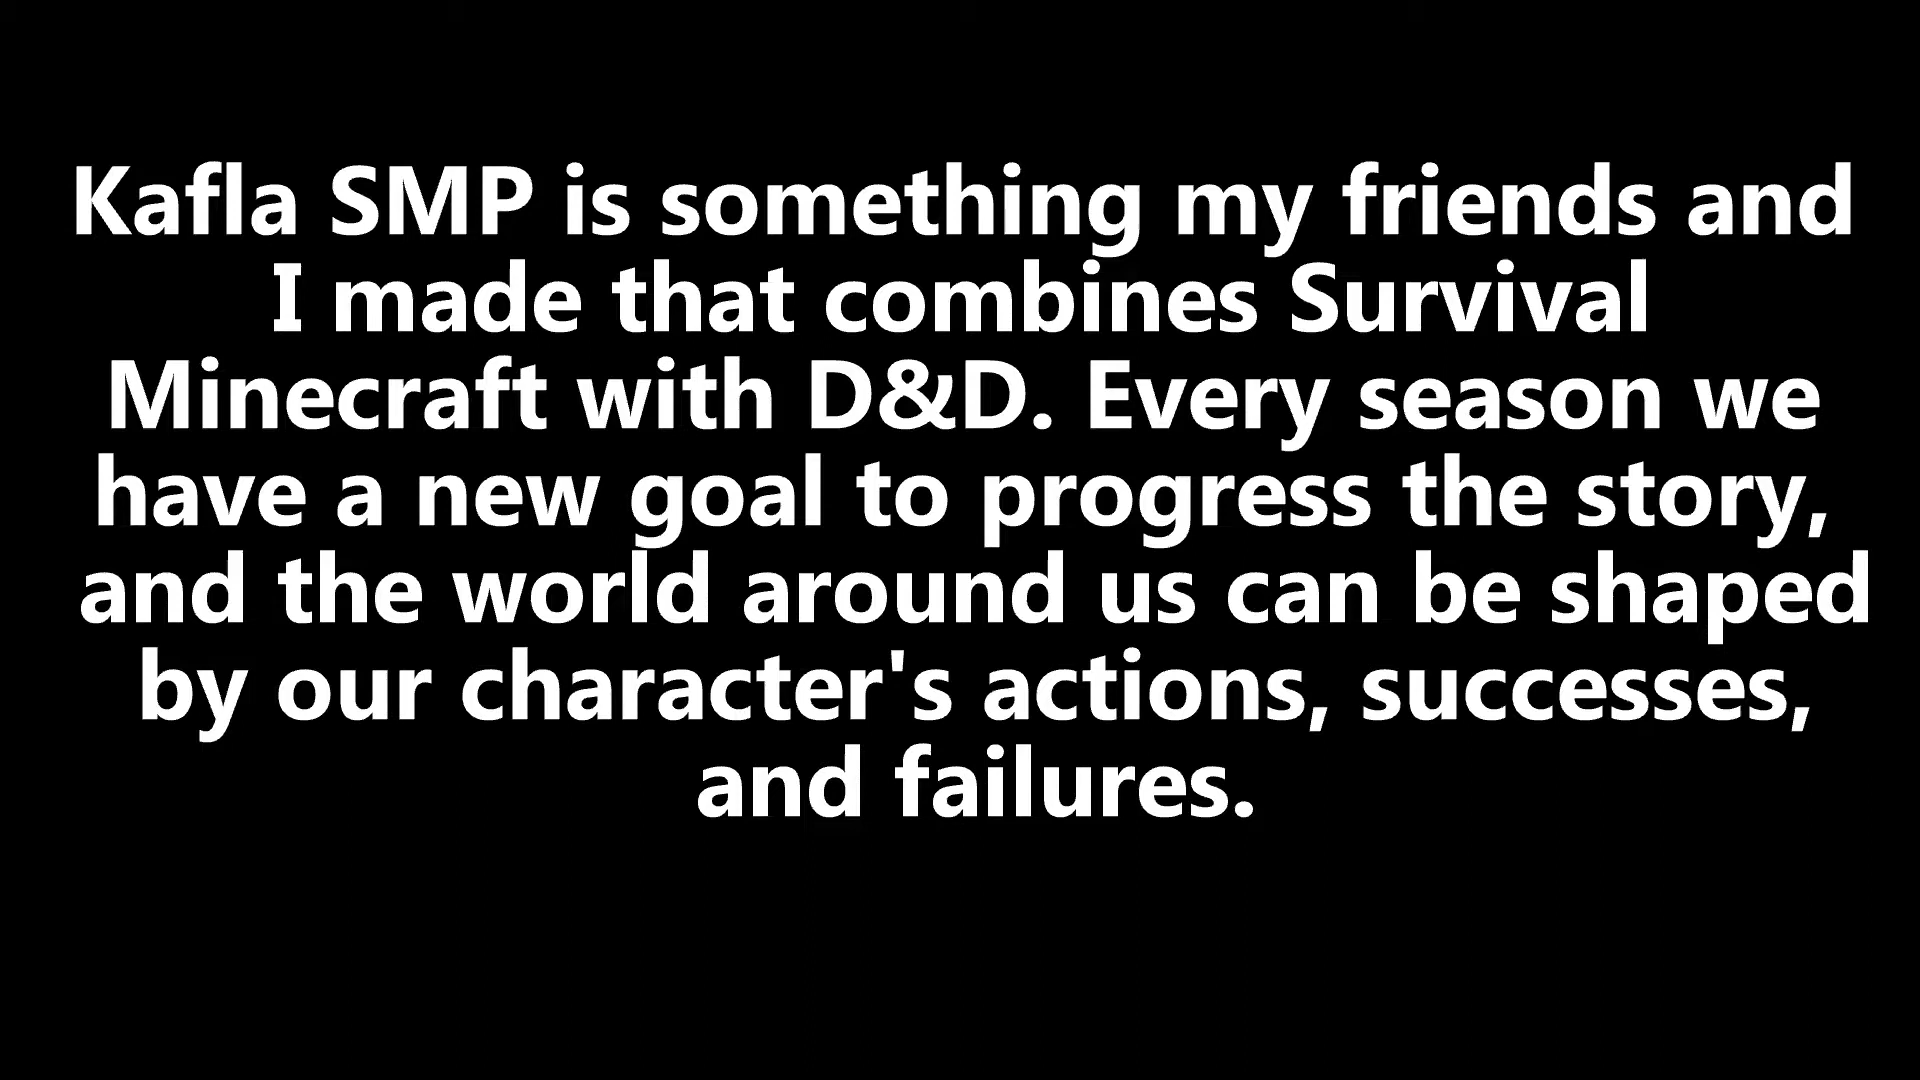 Kafla SMP is something my friends and
I made that combines Survival
Minecraft with D&D. Every season we
have a new goal to progress the story,
and the world around us can be shaped
by our character's actions, successes,
and failures.